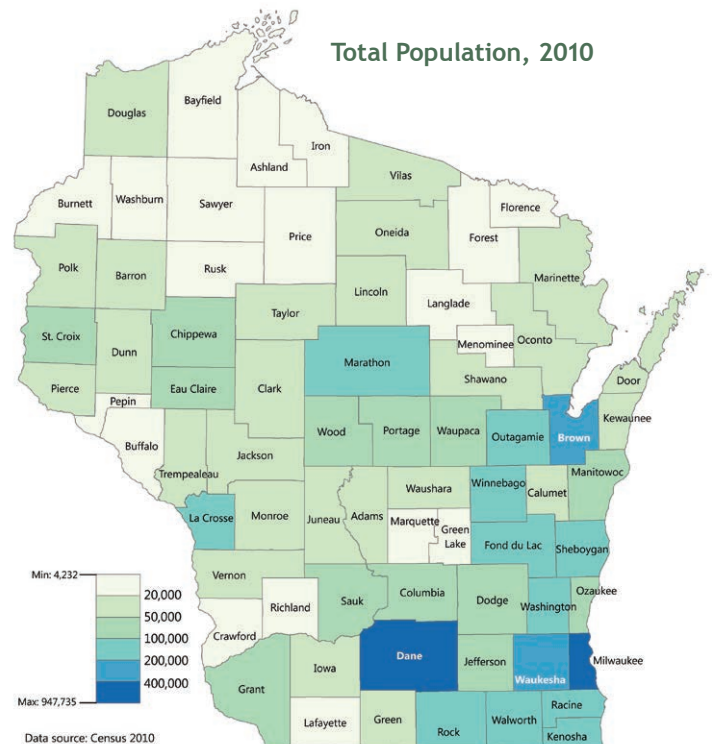 Total Population, 2010
Bayfield
Douglas
Iron
Ashland
Vilas
Burnett
Washburn
Sawyer
Florence
Price
Oneida
Forest
Polk
Barron
Rusk
Marinette
Lincoln
Langlade
Taylor
St. Croix
Chippewa
Dunn
Menominee
Oconto
Marathon
Shawano
Door
Pierce
Eau Claire
Clark
Pepin
Kewaunee
Buffalo
Wood
Portage
Waupaca
Outagamie
Brown
Jackson
Trempealeau
Manitowoc
Waushara
Winnebago
Calumet
La Crosse
Monroe
Juneau
Adams
Marquette
Green
Lake
Fond du Lac
Sheboygan
Vernon
Min: 4,232
20,000
50,000
100,000
200,000
400,000
Max: 947,735
Richland
Sauk
Columbia
Dodge
Washington
Ozaukee
Crawford
Dane
Jefferson
Waukesha
Milwaukee
Iowa
Grant
Lafayette
Green
Rock
Walworth
Racine
Kenosha
Data source: Census 2010